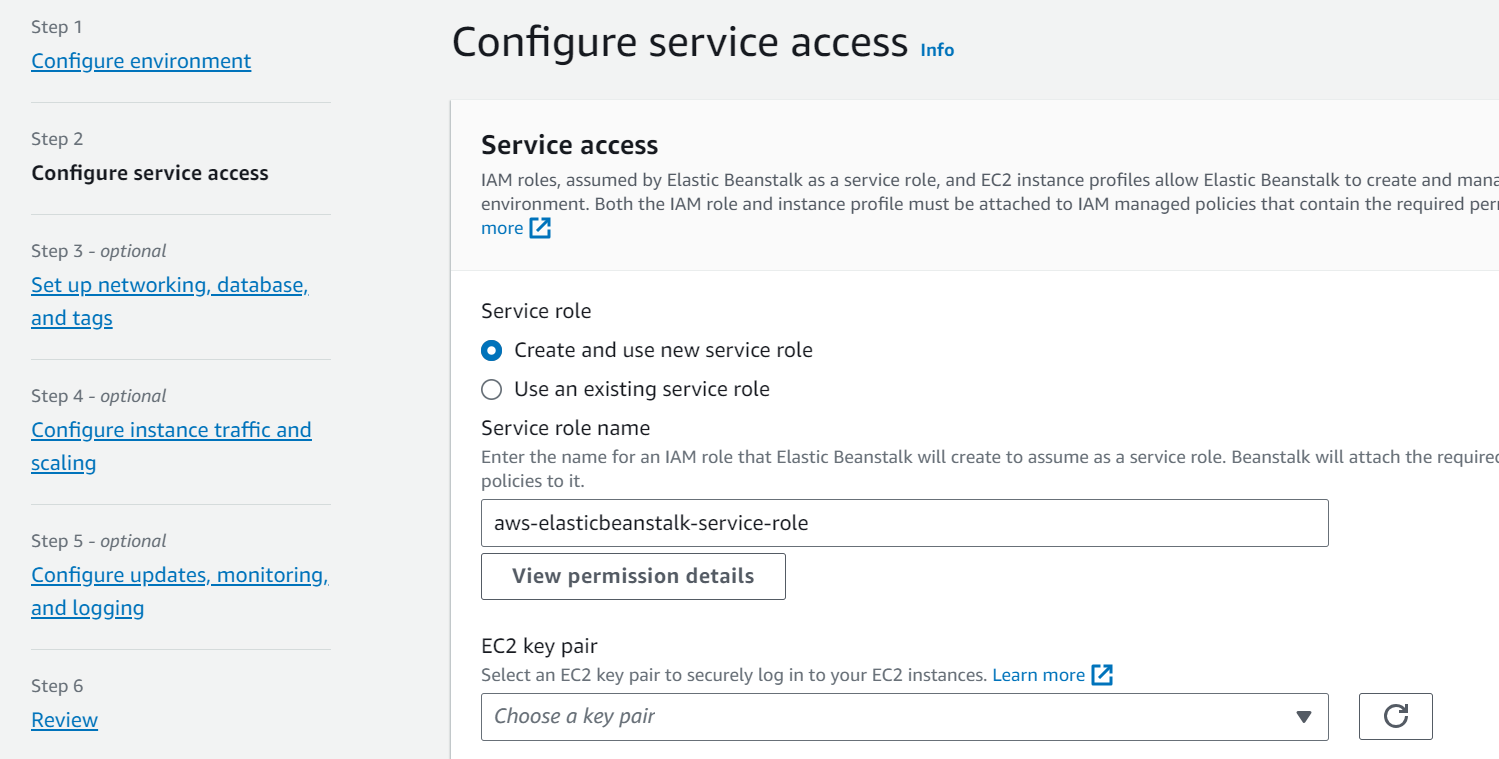 Step 1
Configure environment
Step 2
Configure service access
Step 3 - optional
Set up networking, database,
and tags
Step 4 - optional
Configure instance traffic and
scaling
Step 5 - optional
Configure updates, monitoring,
and logging
Step 6
Review
Configure service access Info
Service access
IAM roles, assumed by Elastic Beanstalk as a service role, and EC2 instance profiles allow Elastic Beanstalk to create and
environment. Both the IAM role and instance profile must be attached to IAM managed policies that contain the required
more
Service role
Create and use new service role
Use an existing service role
Service role name
Enter the name for an IAM role that Elastic Beanstalk will create to assume as a service role. Beanstalk will attach the required
policies to it.
aws-elasticbeanstalk-service-role
View permission details
EC2 key pair
Select an EC2 key pair to securely log in to your EC2 instances. Learn more
Choose a key pair